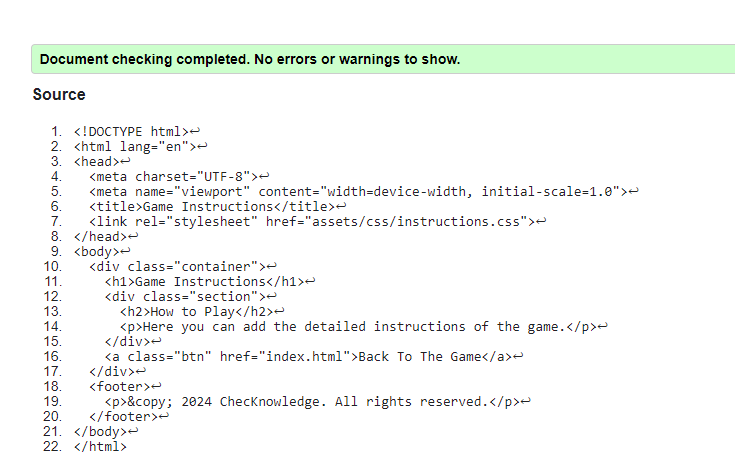 Document checking completed. No errors or warnings to show.
Source
1. <!DOCTYPE html>↩
2. <html lang="en">↩
3. <head>↩
4.   <meta charset="UTF-8">↩
5.   <meta name="viewport" content="width=device-width, initial-scale=1.0">↩
6.   <title>Game Instructions</title>↩
7.   <link rel="stylesheet" href="assets/css/instructions.css">↩
8. </head>↩
9. <body>↩
10.   <div class="container">↩
11.     <h1>Game Instructions</h1>↩
12.     <div class="section">↩
13.       <h2>How to Play</h2>↩
14.       <p>Here you can add the detailed instructions of the game.</p>↩
15.     </div>↩
16.     <a class="btn" href="index.html">Back To The Game</a>↩
17.   </div>↩
18.   <footer>↩
19.     <p>&copy; 2024 ChecKnowledge. All rights reserved.</p>↩
20.   </footer>↩
21. </body>↩
22. </html>